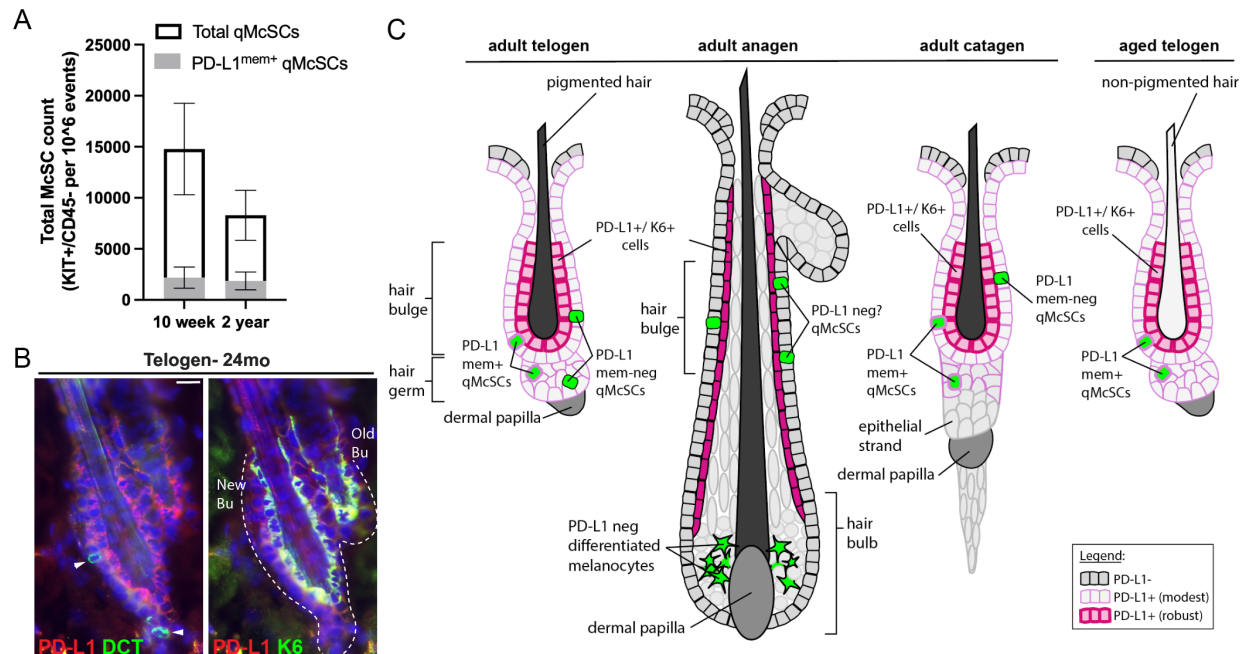 A
Total qMcSCs
PD-L1mem+ qMcSCs
Total McSC count
(KIT+/CD45- per 10^6 events)
25000
20000
15000
10000
5000
0
10 week
2 year
B
Telogen- 24mo
New
Bu
Old
Bu
PD-L1 DCT
PD-L1 K6
C
adult telogen
adult anagen
adult catagen
aged telogen
pigmented hair
non-pigmented hair
PD-L1+/ K6+
cells
PD-L1+/ K6+
cells
PD-L1+/ K6+
cells
hair
bulge
hair
germ
PD-L1
mem+
qMcSCs
PD-L1
mem-neg
qMcSCs
dermal papilla
hair
bulge
PD-L1 neg?
qMcSCs
PD-L1 neg
differentiated
melanocytes
hair
bulb
dermal papilla
PD-L1
mem-neg
qMcSCs
PD-L1
mem+
qMcSCs
epithelial
strand
dermal papilla
PD-L1
mem+
qMcSCs
Legend:
PD-L1-
PD-L1+ (modest)
PD-L1+ (robust)